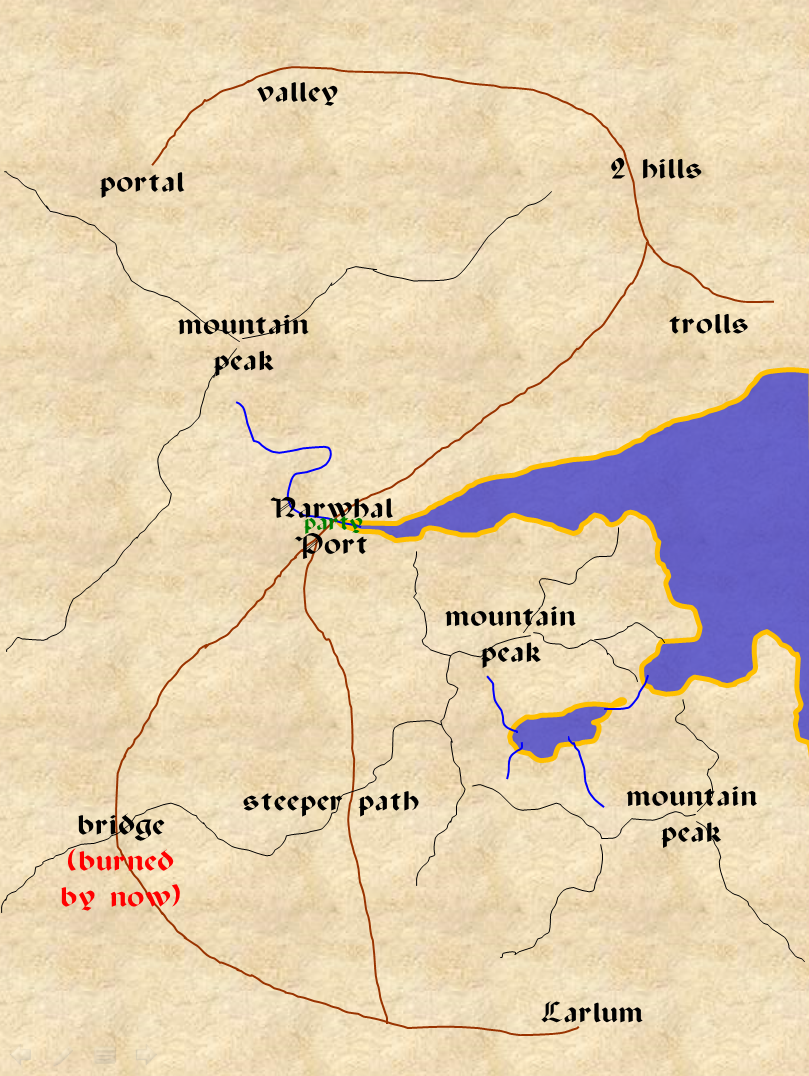 valley
2 hills
portal
mountain
peak
trolls
Narwhal
party
Port
mountain
peak
steeper path
mountain
peak
bridge
(burned
by now)
Larlum